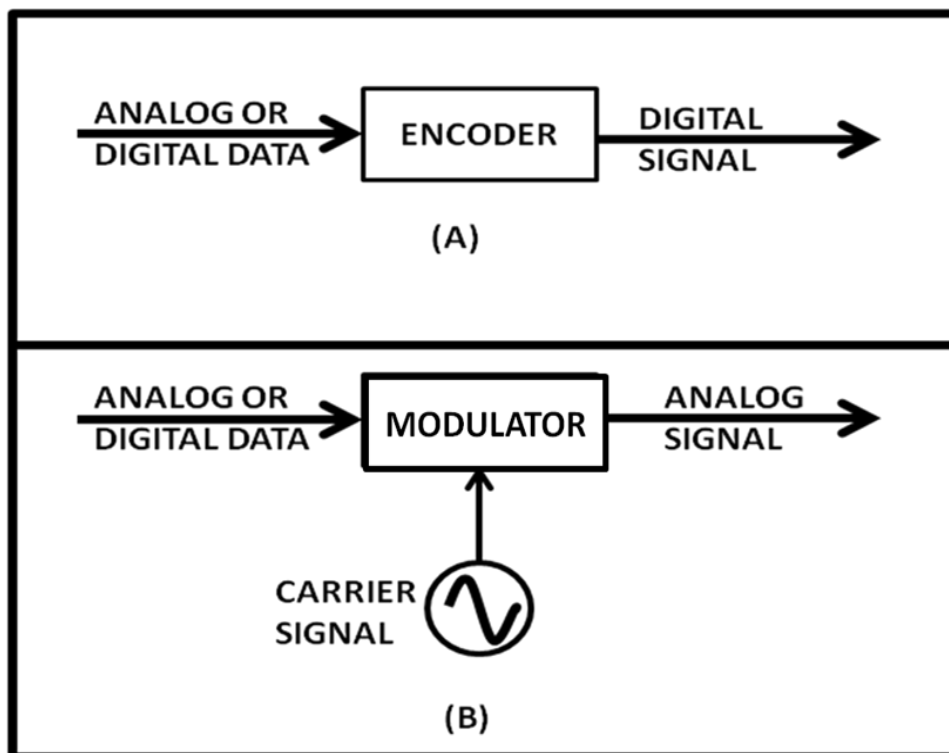 ANALOG OR
DIGITAL DATA
ENCODER
DIGITAL
SIGNAL
(A)
ANALOG OR
DIGITAL DATA
MODULATOR
ANALOG
SIGNAL
CARRIER
SIGNAL
(B)